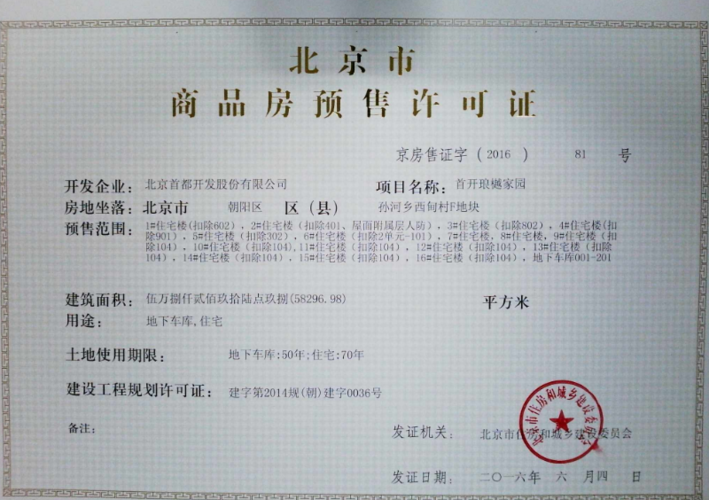 北京市
商品房预售许可证
京房售证字（2016）81号
开发企业：北京首都开发股份有限公司 项目名称：首开琅樾家园
房地坐落：北京市 朝阳区 区（县） 孙河乡西甸村F地块
预售范围：1#住宅楼(扣除602)，2#住宅楼（扣除401、屋面附属层人防），3#住宅楼（扣除802），4#住宅楼(扣
除901)，5#住宅楼（扣除302），6#住宅楼（扣除2单元-101），7#住宅楼，8#住宅楼，9#住宅楼（扣
除104），10#住宅楼（扣除104),11#住宅楼（扣除104），12#住宅楼（扣除104），13#住宅楼（扣除
104），14#住宅楼（扣除104），15#住宅楼（扣除104），16#住宅楼（扣除104），地下车库001-201
建筑面积：伍万捌仟贰佰玖拾陆点玖捌(58296.98) 平方米
用途：地下车库,住宅
土地使用期限：地下车库:50年;住宅:70年
建设工程规划许可证：建字第2014规(朝)建字0036号
备注：
发证机关：北京市住房和城乡建设委员会
北京市住房和城乡建设委员会
发证日期：二〇一六年 六 月四 日